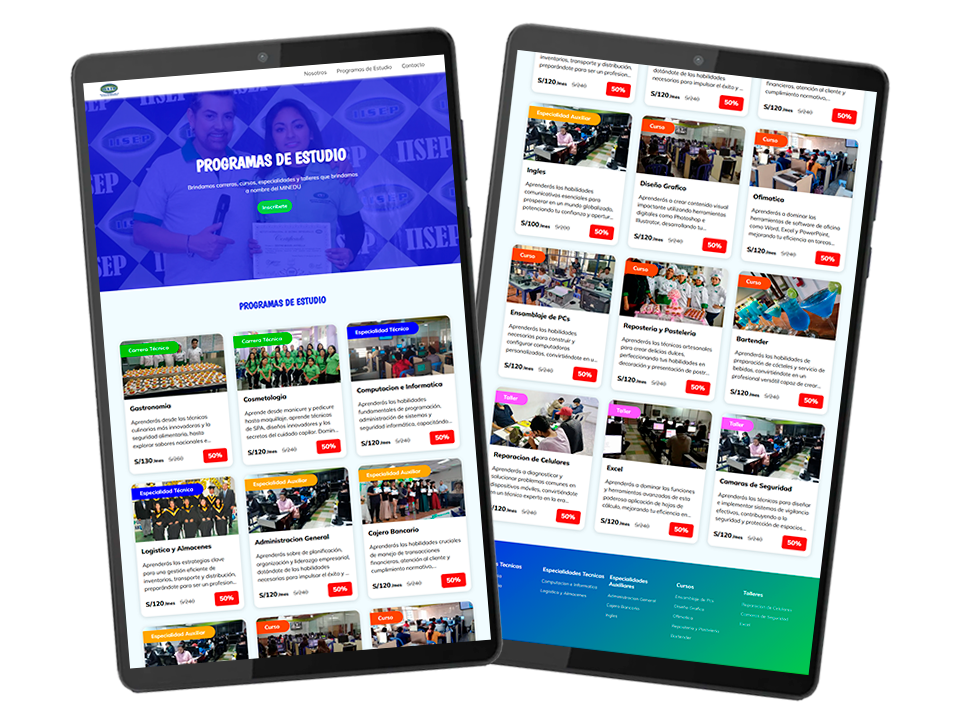 Nosotros Programas de Estudio Contacto
IISEP
PROGRAMAS DE ESTUDIO
Brindamos carreras, cursos, especialidades y talleres que brindamos
a nombre del MINEDU
Inscribete
PROGRAMAS DE ESTUDIO
Carrera Técnica
Gastronomia
Aprenderás desde las técnicas
culinarias más innovadoras y la
seguridad alimentaria, hasta
explorar sabores nacionales e...
S/130 /mes S/260 50%
Carrera Técnica
Cosmetologia
Aprende desde manicure y pedicure
hasta maquillaje, aprende técnicas
de SPA, diseños innovadores y los
secretos del cuidado capilar. Domin...
S/120 /mes S/240 50%
Especialidad Técnica
Computacion e Informatica
Aprenderás las habilidades
fundamentales de programación,
administración de sistemas y
seguridad informática, capacitándo...
S/120 /mes S/240 50%
Especialidad Técnica
Logistica y Almacenes
Aprenderás las estrategias clave
para una gestión eficiente de
inventarios, transporte y distribución,
preparándote para ser un profesion...
S/120 /mes S/240 50%
Especialidad Auxiliar
Administracion General
Aprenderás sobre de planificación,
organización y liderazgo empresarial,
dotándote de las habilidades
necesarias para impulsar el éxito y ...
S/120 /mes S/240 50%
Especialidad Auxiliar
Cajero Bancario
Aprenderás las habilidades cruciales
de manejo de transacciones
financieras, atención al cliente y
cumplimiento normativo...
S/120 /mes S/240 50%
Especialidad Auxiliar
Curso
Curso
inventarios, transporte y distribución,
preparándote para ser un profesion...
S/120 /mes S/240 50%
dotándote de las habilidades
necesarias para impulsar el éxito y ...
S/120 /mes S/240 50%
financieras, atención al cliente y
cumplimiento normativo...
S/120 /mes S/240 50%
Especialidad Auxiliar
Ingles
Aprenderás las habilidades
comunicativas esenciales para
prosperar en un mundo globalizado,
potenciando tu confianza y apertur...
S/100 /mes S/200 50%
Curso
Diseño Grafico
Aprenderás a crear contenido visual
impactante utilizando herramientas
digitales como Photoshop e
Illustrator, desarrollando tu...
S/120 /mes S/240 50%
Curso
Ofimatica
Aprenderás a dominar las
herramientas de software de oficina
como Word, Excel y PowerPoint,
mejorando tu eficiencia en tareas...
S/120 /mes S/240 50%
Curso
Ensamblaje de PCs
Aprenderás las habilidades
necesarias para construir y
configurar computadoras
personalizadas, convirtiéndote en u...
S/120 /mes S/240 50%
Curso
Reposteria y Pasteleria
Aprenderás las técnicas artesanales
para crear delicias dulces,
perfeccionando tus habilidades en
decoración y presentación de postr...
S/120 /mes S/240 50%
Curso
Bartender
Aprenderás las habilidades de
preparación de cócteles y servicio de
bebidas, convirtiéndote en un
profesional versátil capaz de crear...
S/120 /mes S/240 50%
Taller
Reparacion de Celulares
Aprenderás a diagnosticar y
solucionar problemas comunes en
dispositivos móviles, convirtiéndote
en un técnico experto en la era...
/120 /mes S/240 50%
Taller
Excel
Aprenderás a dominar las funciones
y herramientas avanzadas de esta
poderosa aplicación de hojas de
cálculo, mejorando tu eficiencia en...
S/120 /mes S/240 50%
Taller
Camaras de Seguridad
Aprenderás las técnicas para diseñar
e implementar sistemas de vigilancia
efectivos, contribuyendo a la
seguridad y protección de espacios...
S/120 /mes S/240 50%
Tecnicas
Especialidades Tecnicas
Computacion e Informatica
Logistica y Almacenes
Especialidades
Auxiliares
Administracion General
Cajero Bancario
Ingles
Cursos
Ensamblaje de Pcs
Diseño Grafico
Ofimatica
Reposteria y Pasteleria
Bartender
Talleres
Reparacion de Celulares
Camaras de Seguridad
Excel